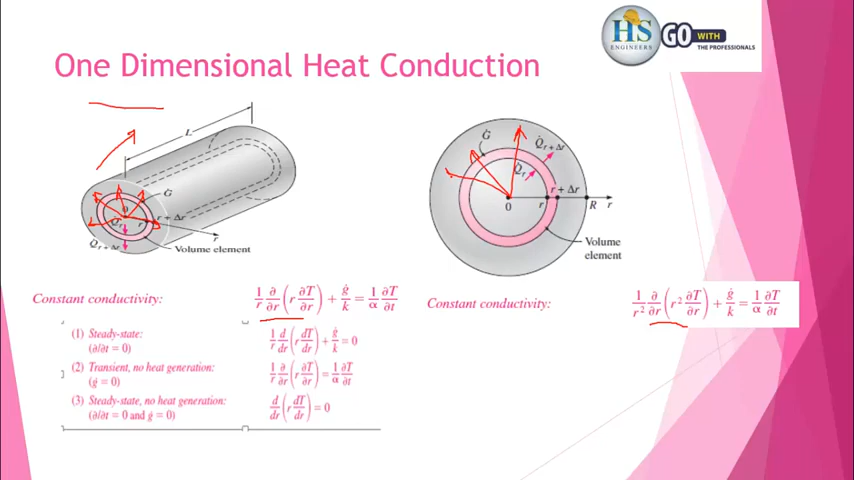 HS
ENGINEERS
GO WITH
THE PROFESSIONALS
One Dimensional Heat Conduction
L
Ġ
0
Q̇r
r
r + Δr
Q̇r + Δr
r
Volume element
Ġ
Q̇r + Δr
Q̇r
r + Δr
0
r
R
r
Volume
element
Constant conductivity:
1/r ∂/∂r (r ∂T/∂r) + ġ/k = 1/α ∂T/∂t
(1) Steady-state:
(∂/∂t = 0)
1/r d/dr (r dT/dr) + ġ/k = 0
(2) Transient, no heat generation:
(ġ = 0)
1/r ∂/∂r (r ∂T/∂r) = 1/α ∂T/∂t
(3) Steady-state, no heat generation:
(∂/∂t = 0 and ġ = 0)
d/dr (r dT/dr) = 0
Constant conductivity:
1/r² ∂/∂r (r² ∂T/∂r) + ġ/k = 1/α ∂T/∂t